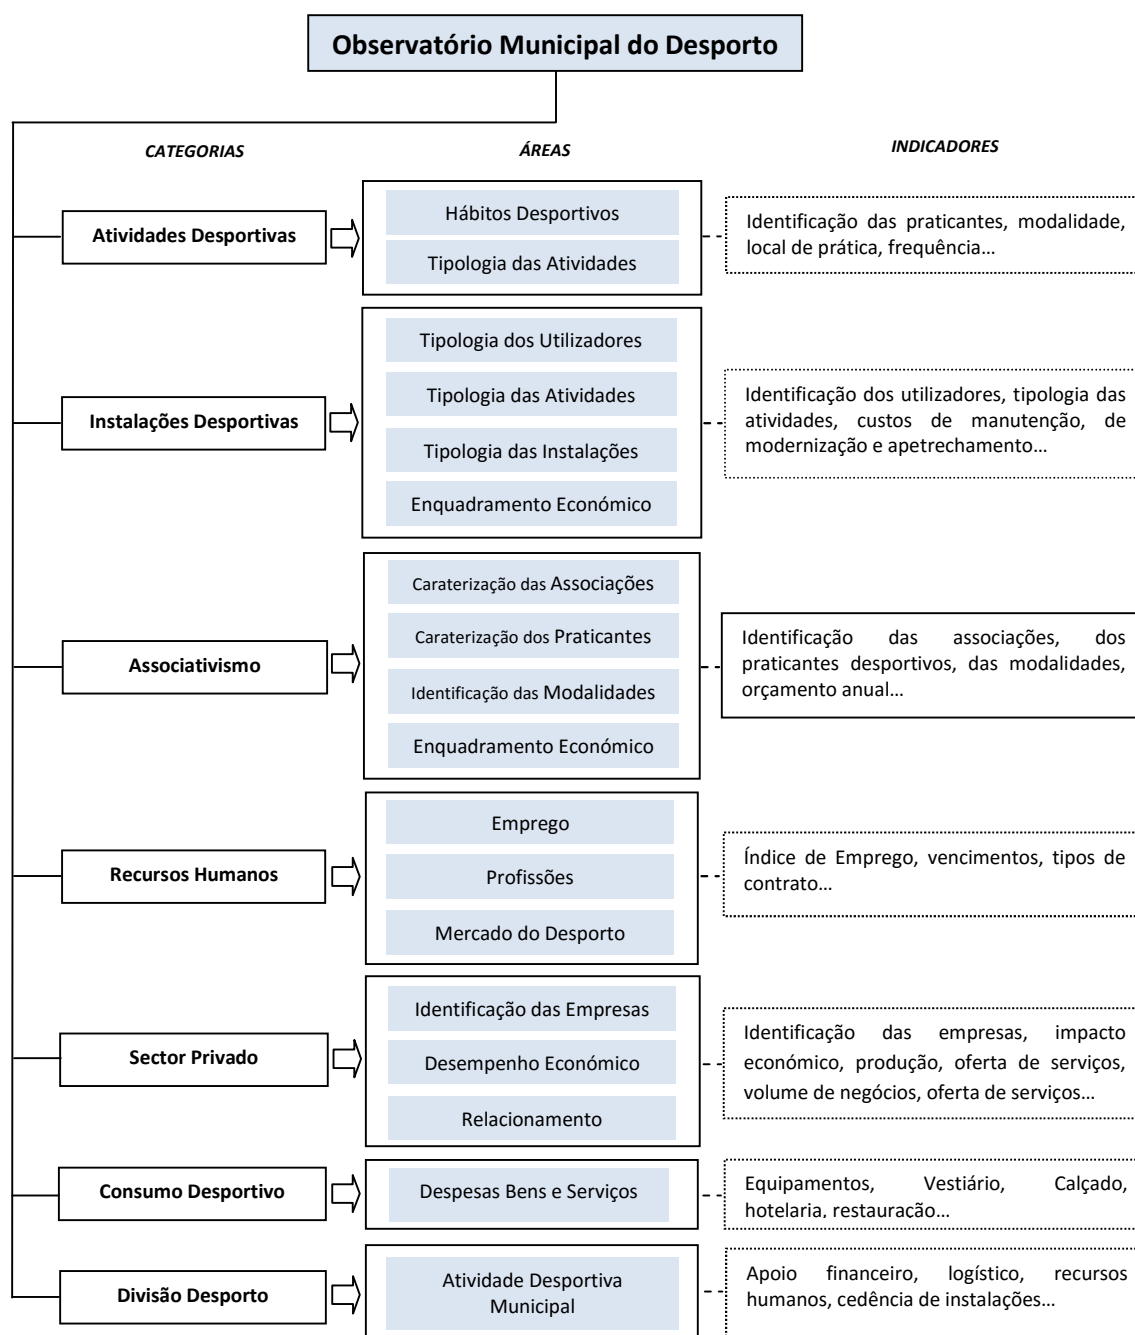 Observatório Municipal do Desporto
CATEGORIAS
ÁREAS
INDICADORES
Atividades Desportivas
Hábitos Desportivos
Tipologia das Atividades
Identificação das praticantes, modalidade,
local de prática, frequência...
Instalações Desportivas
Tipologia dos Utilizadores
Tipologia das Atividades
Tipologia das Instalações
Enquadramento Económico
Identificação dos utilizadores, tipologia das
atividades, custos de manutenção, de
modernização e apetrechamento...
Associativismo
Caraterização das Associações
Caraterização dos Praticantes
Identificação das Modalidades
Enquadramento Económico
Identificação das associações, dos
praticantes desportivos, das modalidades,
orçamento anual...
Recursos Humanos
Emprego
Profissões
Mercado do Desporto
Índice de Emprego, vencimentos, tipos de
contrato...
Sector Privado
Identificação das Empresas
Desempenho Económico
Relacionamento
Identificação das empresas, impacto
económico, produção, oferta de serviços,
volume de negócios, oferta de serviços...
Consumo Desportivo
Despesas Bens e Serviços
Equipamentos, Vestiário, Calçado,
hotelaria, restauração...
Divisão Desporto
Atividade Desportiva
Municipal
Apoio financeiro, logístico, recursos
humanos, cedência de instalações...